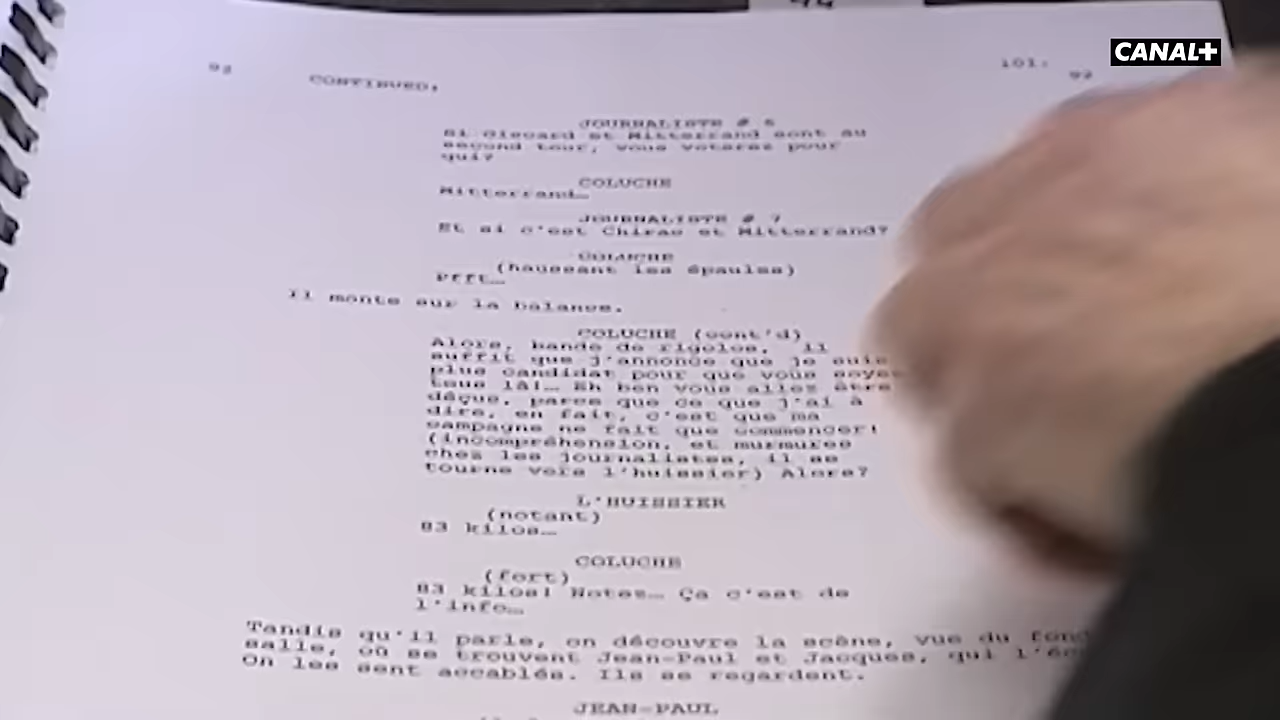 CANAL+
92 CONTINUED: 101.
92
JOURNALISTE # 6
Si Giscard et Mitterrand sont au
second tour, vous voterez pour
qui?
COLUCHE
Mitterrand…
JOURNALISTE # 7
Et si c'est Chirac et Mitterrand?
COLUCHE
(haussant les épaules)
Pfft…
Il monte sur la balance.
COLUCHE (cont'd)
Alors, bande de rigolos, il
suffit que j'annonce que je suis
plus candidat pour que vous soyez
tous là!… Eh ben vous allez être
déçus, parce que ce que j'ai à
dire, en fait, c'est que ma
campagne ne fait que commencer!
(incompréhension, et murmures
chez les journalistes, il se
tourne vers l'huissier) Alors?
L'HUISSIER
(notant)
83 kilos…
COLUCHE
(fort)
83 kilos! Notez… Ça c'est de
l'info…
Tandis qu'il parle, on découvre la scène, vue du fond
salle, où se trouvent Jean-Paul et Jacques, qui
On les sent accablés. Ils se regardent.
JEAN-PAUL